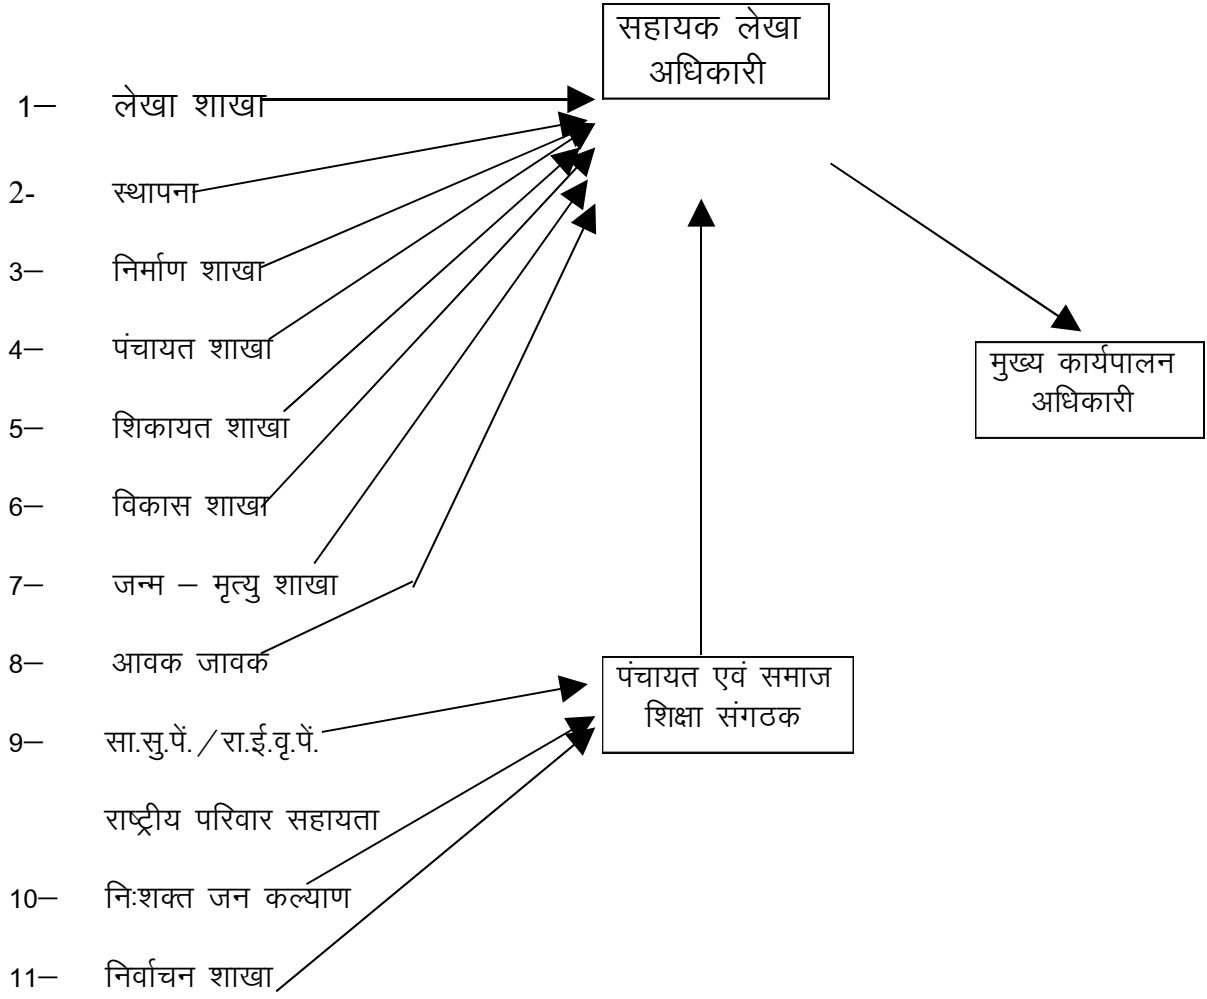 सहायक लेखा
अधिकारी
1– लेखा शाखा
2- स्थापना
3– निर्माण शाखा
4– पंचायत शाखा
मुख्य कार्यपालन
अधिकारी
5– शिकायत शाखा
6– विकास शाखा
7– जन्म – मृत्यु शाखा
8– आवक जावक
पंचायत एवं समाज
शिक्षा संगठक
9– सा.सु.पें. / रा.ई.वृ.पें.
राष्ट्रीय परिवार सहायता
10– निःशक्त जन कल्याण
11– निर्वाचन शाखा